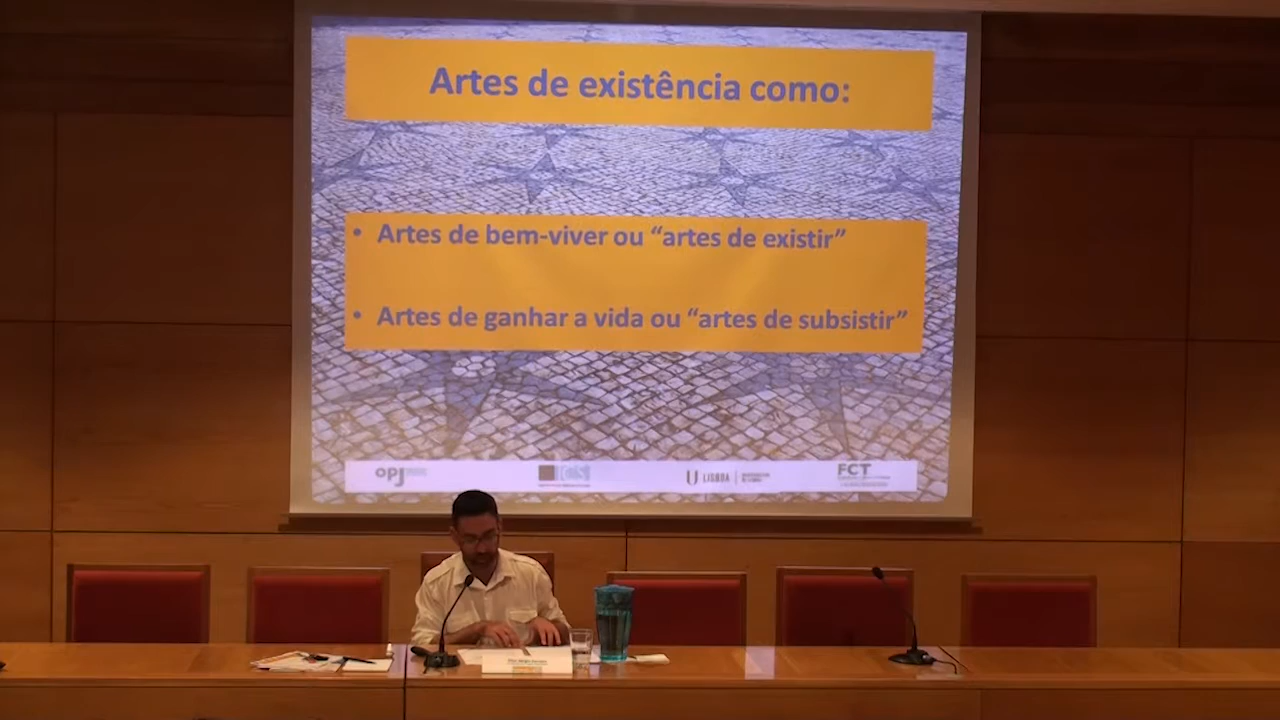 Artes de existência como:
• Artes de bem-viver ou “artes de existir”
• Artes de ganhar a vida ou “artes de subsistir”
OPJ
ICS
LISBOA
FCT